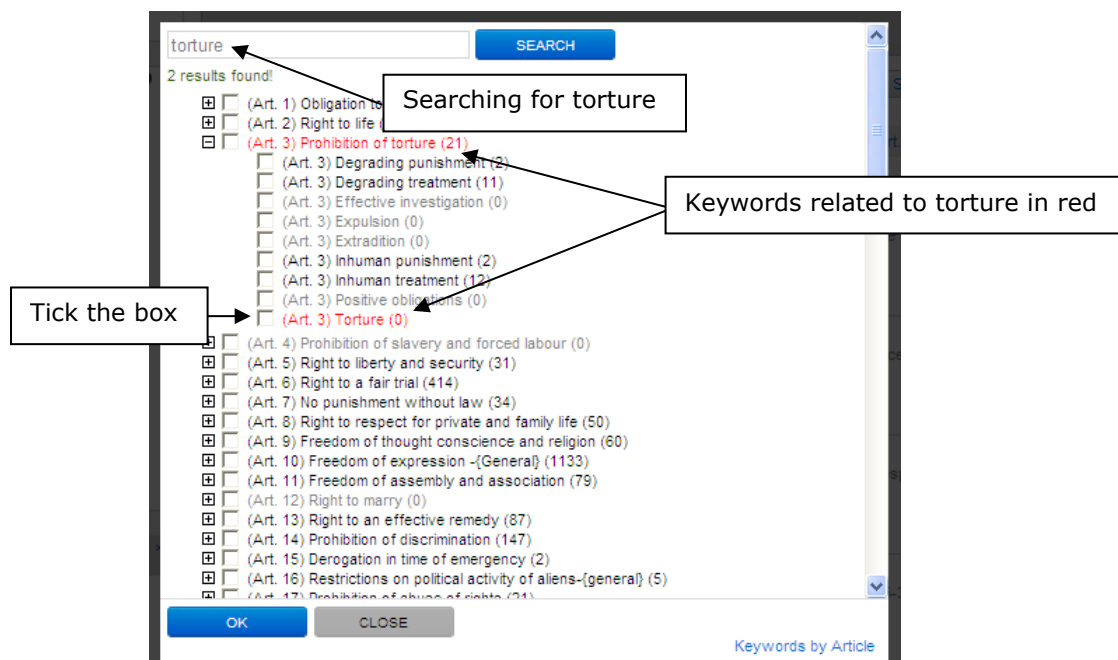 torture
SEARCH
2 results found!
Searching for torture
(Art. 1) Obligation to
(Art. 2) Right to life
(Art. 3) Prohibition of torture (21)
(Art. 3) Degrading punishment (2)
(Art. 3) Degrading treatment (11)
Keywords related to torture in red
(Art. 3) Effective investigation (0)
(Art. 3) Expulsion (0)
(Art. 3) Extradition (0)
(Art. 3) Inhuman punishment (2)
(Art. 3) Inhuman treatment (12)
(Art. 3) Positive obligations (0)
Tick the box
(Art. 3) Torture (0)
(Art. 4) Prohibition of slavery and forced labour (0)
(Art. 5) Right to liberty and security (31)
(Art. 6) Right to a fair trial (414)
(Art. 7) No punishment without law (34)
(Art. 8) Right to respect for private and family life (50)
(Art. 9) Freedom of thought conscience and religion (60)
(Art. 10) Freedom of expression -{General} (1133)
(Art. 11) Freedom of assembly and association (79)
(Art. 12) Right to marry (0)
(Art. 13) Right to an effective remedy (87)
(Art. 14) Prohibition of discrimination (147)
(Art. 15) Derogation in time of emergency (2)
(Art. 16) Restrictions on political activity of aliens-{general} (5)
(Art. 17) Prohibition of abuse of rights (21)
OK
CLOSE
Keywords by Article